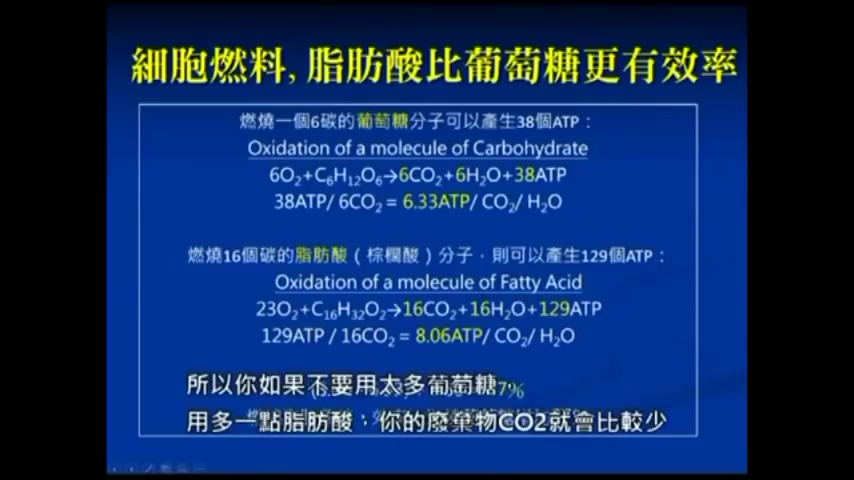 細胞燃料, 脂肪酸比葡萄糖更有效率
燃燒一個6碳的葡萄糖分子可以產生38個ATP：
Oxidation of a molecule of Carbohydrate
6O₂+C₆H₁₂O₆→6CO₂+6H₂O+38ATP
38ATP/ 6CO₂ = 6.33ATP/ CO₂/ H₂O
燃燒16個碳的脂肪酸（棕櫚酸）分子，則可以產生129個ATP：
Oxidation of a molecule of Fatty Acid
23O₂+C₁₆H₃₂O₂→16CO₂+16H₂O+129ATP
129ATP / 16CO₂ = 8.06ATP/ CO₂/ H₂O
所以你如果不要用太多葡萄糖，
用多一點脂肪酸，你的廢棄物CO2就會比較少